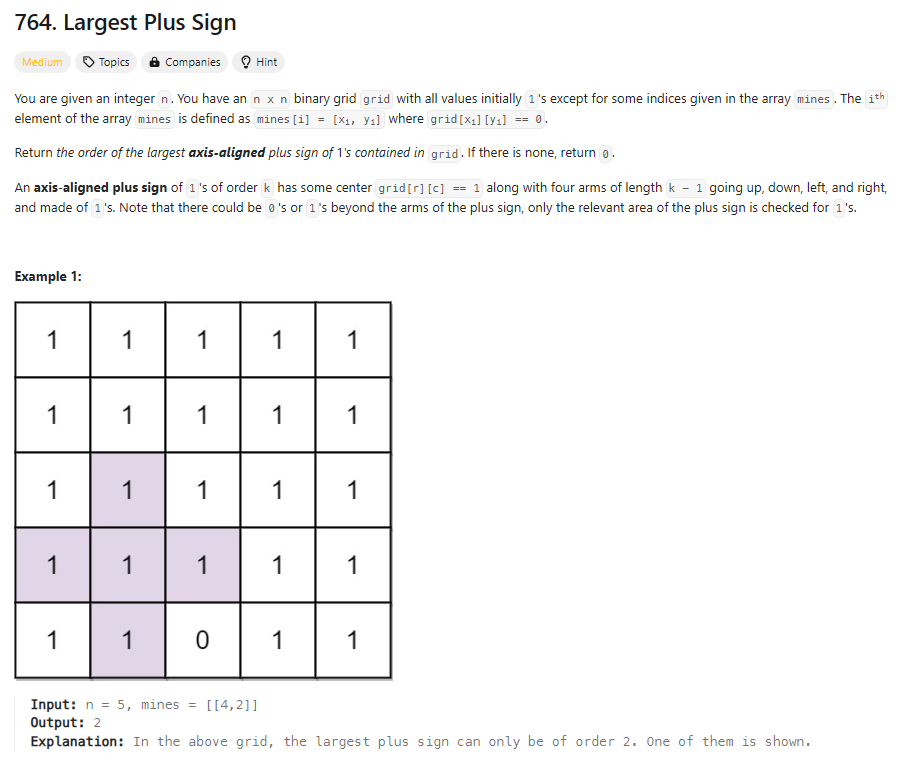 764. Largest Plus Sign
Medium Topics Companies Hint
You are given an integer n. You have an n x n binary grid grid with all values initially 1's except for some indices given in the array mines. The iᵗʰ
element of the array mines is defined as mines[i] = [xᵢ, yᵢ] where grid[xᵢ][yᵢ] == 0.
Return the order of the largest axis-aligned plus sign of 1's contained in grid. If there is none, return 0.
An axis-aligned plus sign of 1's of order k has some center grid[r][c] == 1 along with four arms of length k - 1 going up, down, left, and right,
and made of 1's. Note that there could be 0's or 1's beyond the arms of the plus sign, only the relevant area of the plus sign is checked for 1's.
Example 1:
1 1 1 1 1
1 1 1 1 1
1 1 1 1 1
1 1 1 1 1
1 1 0 1 1
Input: n = 5, mines = [[4,2]]
Output: 2
Explanation: In the above grid, the largest plus sign can only be of order 2. One of them is shown.